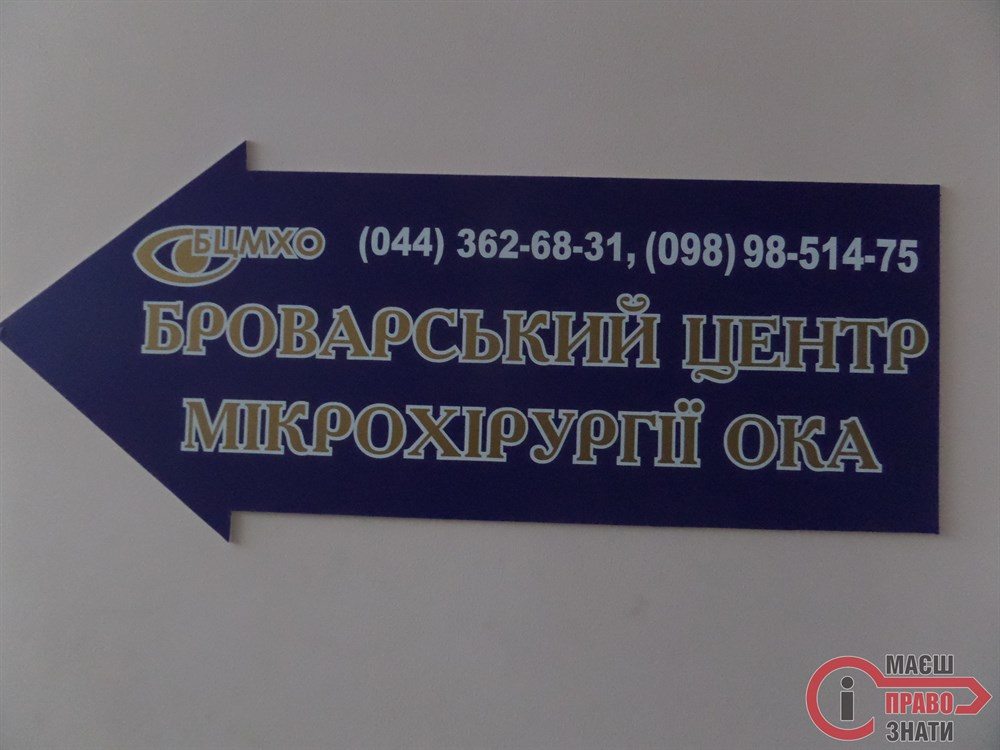 БЦМХО (044) 362-68-31, (098) 98-514-75
БРОВАРСЬКИЙ ЦЕНТР
МІКРОХІРУРГІЇ ОКА
МАЄШ
і ПРАВО
ЗНАТИ